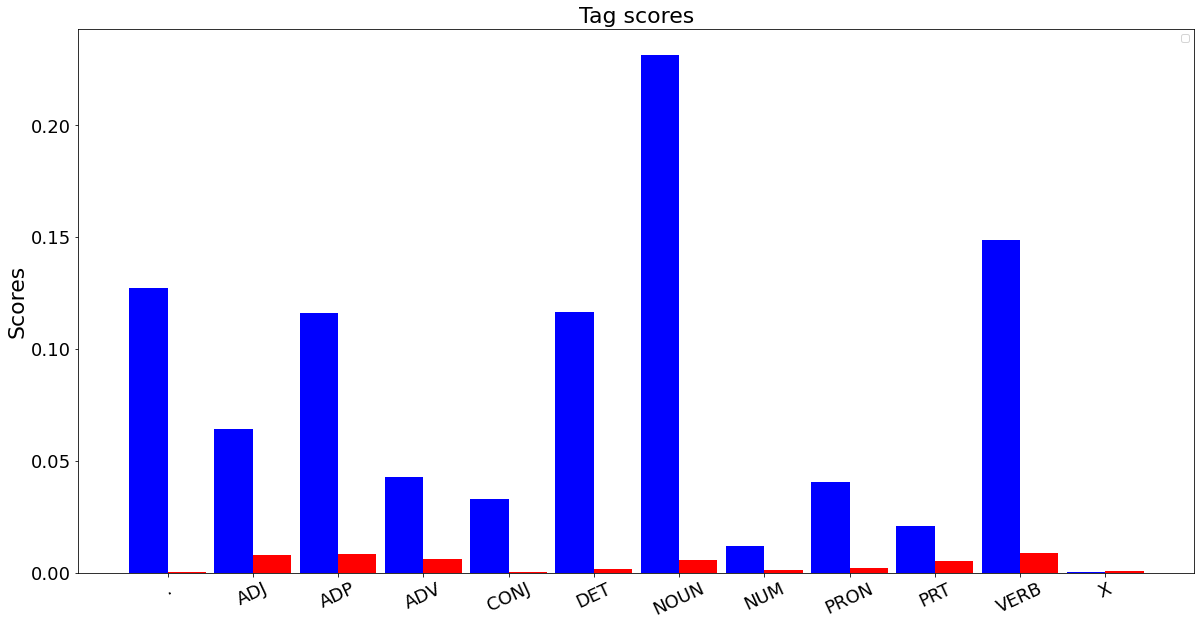 Tag scores
Scores
0.20
0.15
0.10
0.05
0.00
. ADJ ADP ADV CONJ DET NOUN NUM PRON PRT VERB X